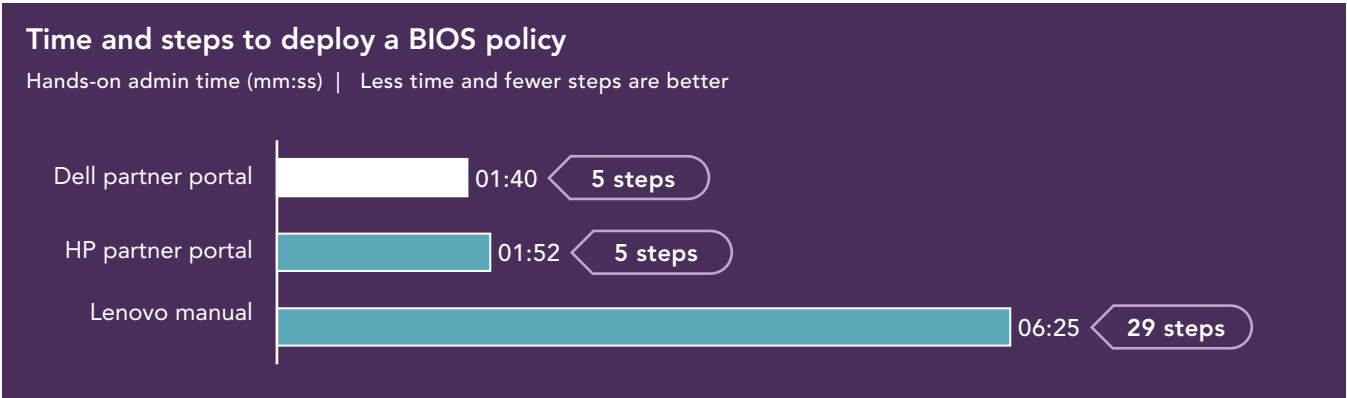 Time and steps to deploy a BIOS policy
Hands-on admin time (mm:ss) | Less time and fewer steps are better
Dell partner portal 01:40 5 steps
HP partner portal 01:52 5 steps
Lenovo manual 06:25 29 steps